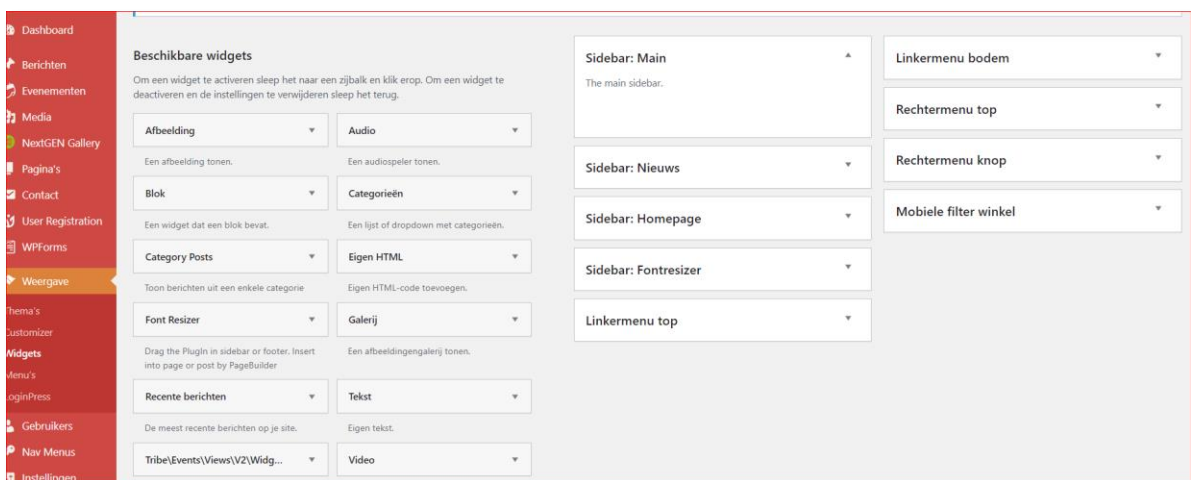 Dashboard
Berichten
Evenementen
Media
NextGEN Gallery
Pagina's
Contact
User Registration
WPForms
Weergave
Thema's
Customizer
Widgets
Menu's
LoginPress
Gebruikers
Nav Menus
Instellingen
Beschikbare widgets
Om een widget te activeren sleep het naar een zijbalk en klik erop. Om een widget te
deactiveren en de instellingen te verwijderen sleep het terug.
Afbeelding
Een afbeelding tonen.
Audio
Een audiospeler tonen.
Blok
Een widget dat een blok bevat.
Categorieën
Een lijst of dropdown met categorieën.
Category Posts
Toon berichten uit een enkele categorie
Eigen HTML
Eigen HTML-code toevoegen.
Font Resizer
Drag the PlugIn in sidebar or footer. Insert
into page or post by PageBuilder
Galerij
Een afbeeldingengalerij tonen.
Recente berichten
De meest recente berichten op je site.
Tekst
Eigen tekst.
Tribe\Events\Views\V2\Widg...
Video
Sidebar: Main
The main sidebar.
Sidebar: Nieuws
Sidebar: Homepage
Sidebar: Fontresizer
Linkermenu top
Linkermenu bodem
Rechtermenu top
Rechtermenu knop
Mobiele filter winkel